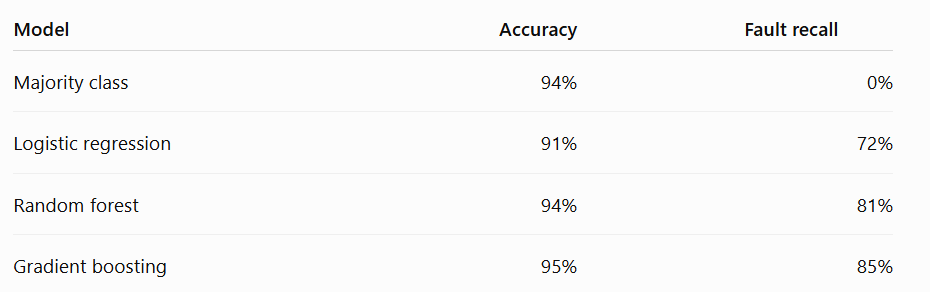 Model Accuracy Fault recall
Majority class 94% 0%
Logistic regression 91% 72%
Random forest 94% 81%
Gradient boosting 95% 85%